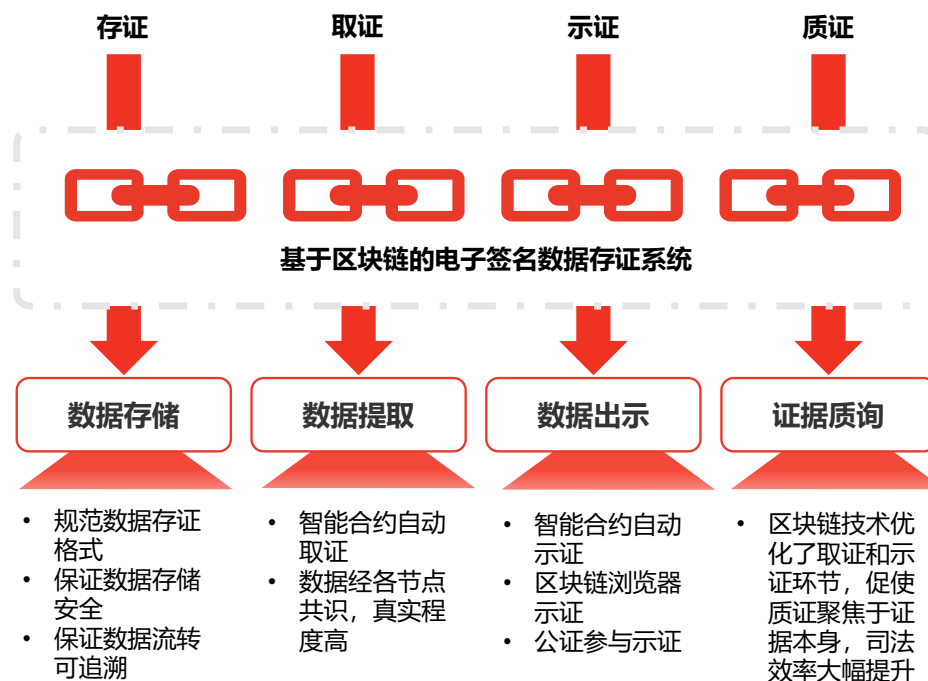 存证
取证
示证
质证
基于区块链的电子签名数据存证系统
数据存储
数据提取
数据出示
证据质询
• 规范数据存证
格式
• 保证数据存储
安全
• 保证数据流转
可追溯
• 智能合约自动
取证
• 数据经各节点
共识，真实程
度高
• 智能合约自动
示证
• 区块链浏览器
示证
• 公证参与示证
• 区块链技术优
化了取证和示
证环节，促使
质证聚焦于证
据本身，司法
效率大幅提升